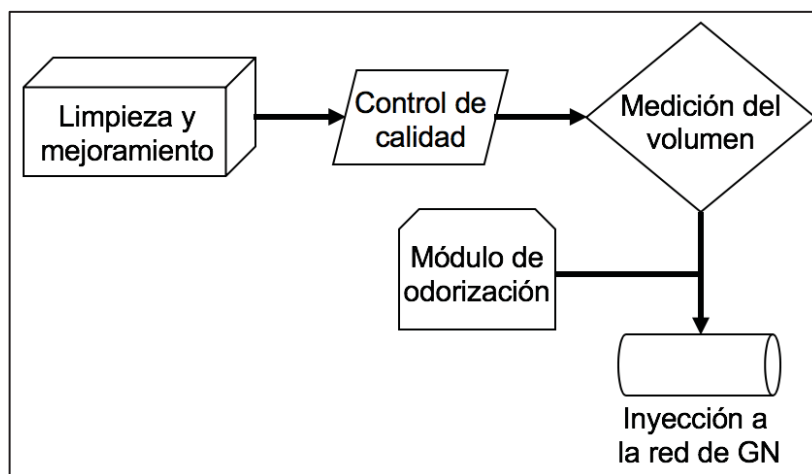 Limpieza y
mejoramiento
Control de
calidad
Medición del
volumen
Módulo de
odorización
Inyección a
la red de GN